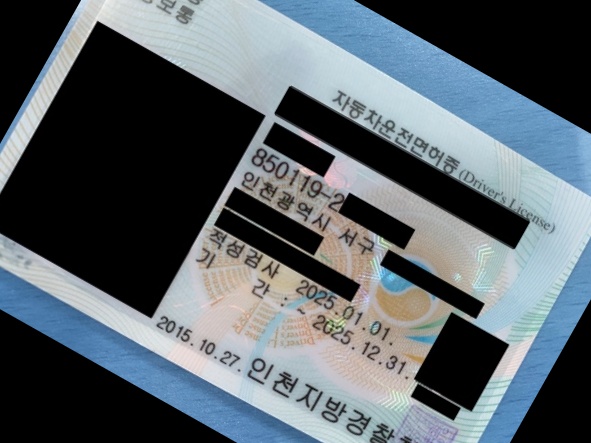 보통
자동차운전면허증 (Driver's License)
850119-2
인천광역시 서구
적성검사 2025.01.01.
기 간 : ~ 2025.12.31.
2015.10.27. 인천지방경찰